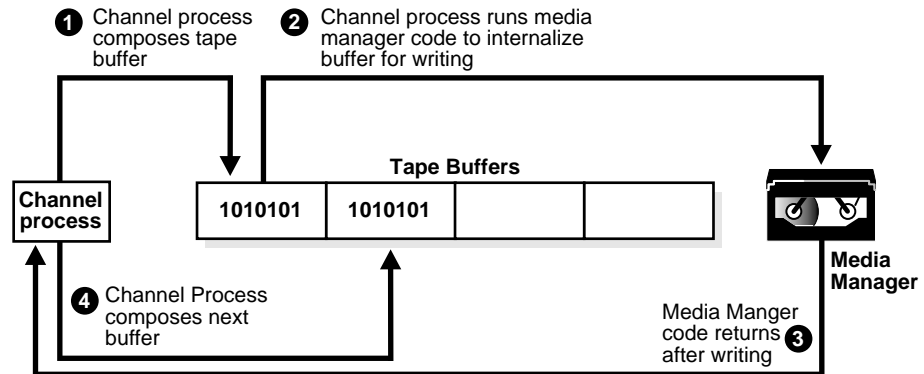 1 Channel process
composes tape
buffer
2 Channel process runs media
manager code to internalize
buffer for writing
Tape Buffers
Channel
process
1010101 1010101
Media
Manager
4 Channel Process
composes next
buffer
Media Manger
code returns 3
after writing